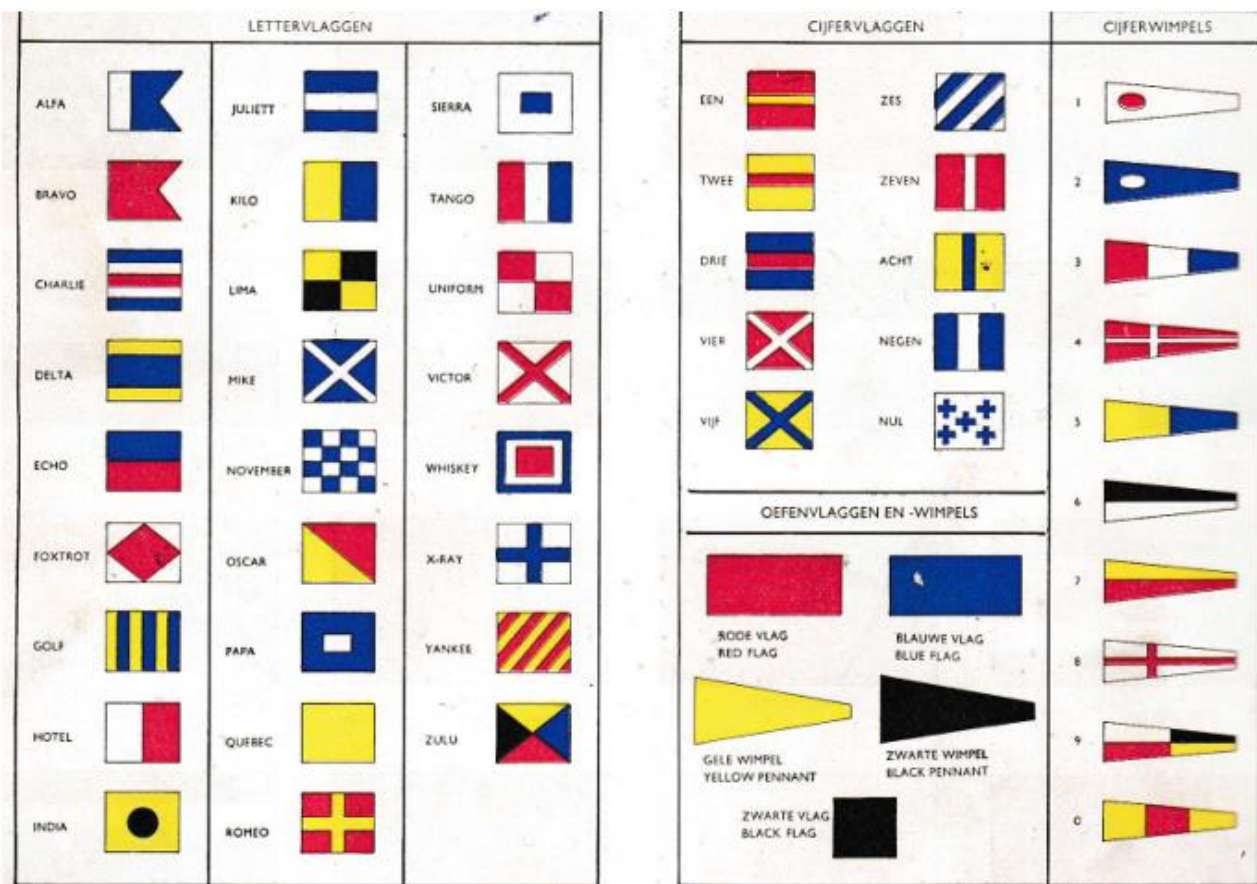 LETTERVLAGGEN
ALFA
BRAVO
CHARLIE
DELTA
ECHO
FOXTROT
GOLF
HOTEL
INDIA
JULIETT
KILO
LIMA
MIKE
NOVEMBER
OSCAR
PAPA
QUEBEC
ROMEO
SIERRA
TANGO
UNIFORM
VICTOR
WHISKEY
X-RAY
YANKEE
ZULU
CIJFERVLAGGEN
EEN
TWEE
DRIE
VIER
VIJF
ZES
ZEVEN
ACHT
NEGEN
NUL
OEFENVLAGGEN EN -WIMPELS
RODE VLAG
RED FLAG
BLAUWE VLAG
BLUE FLAG
GELE WIMPEL
YELLOW PENNANT
ZWARTE WIMPEL
BLACK PENNANT
ZWARTE VLAG
BLACK FLAG
CIJFERWIMPELS
1
2
3
4
5
6
7
8
9
0